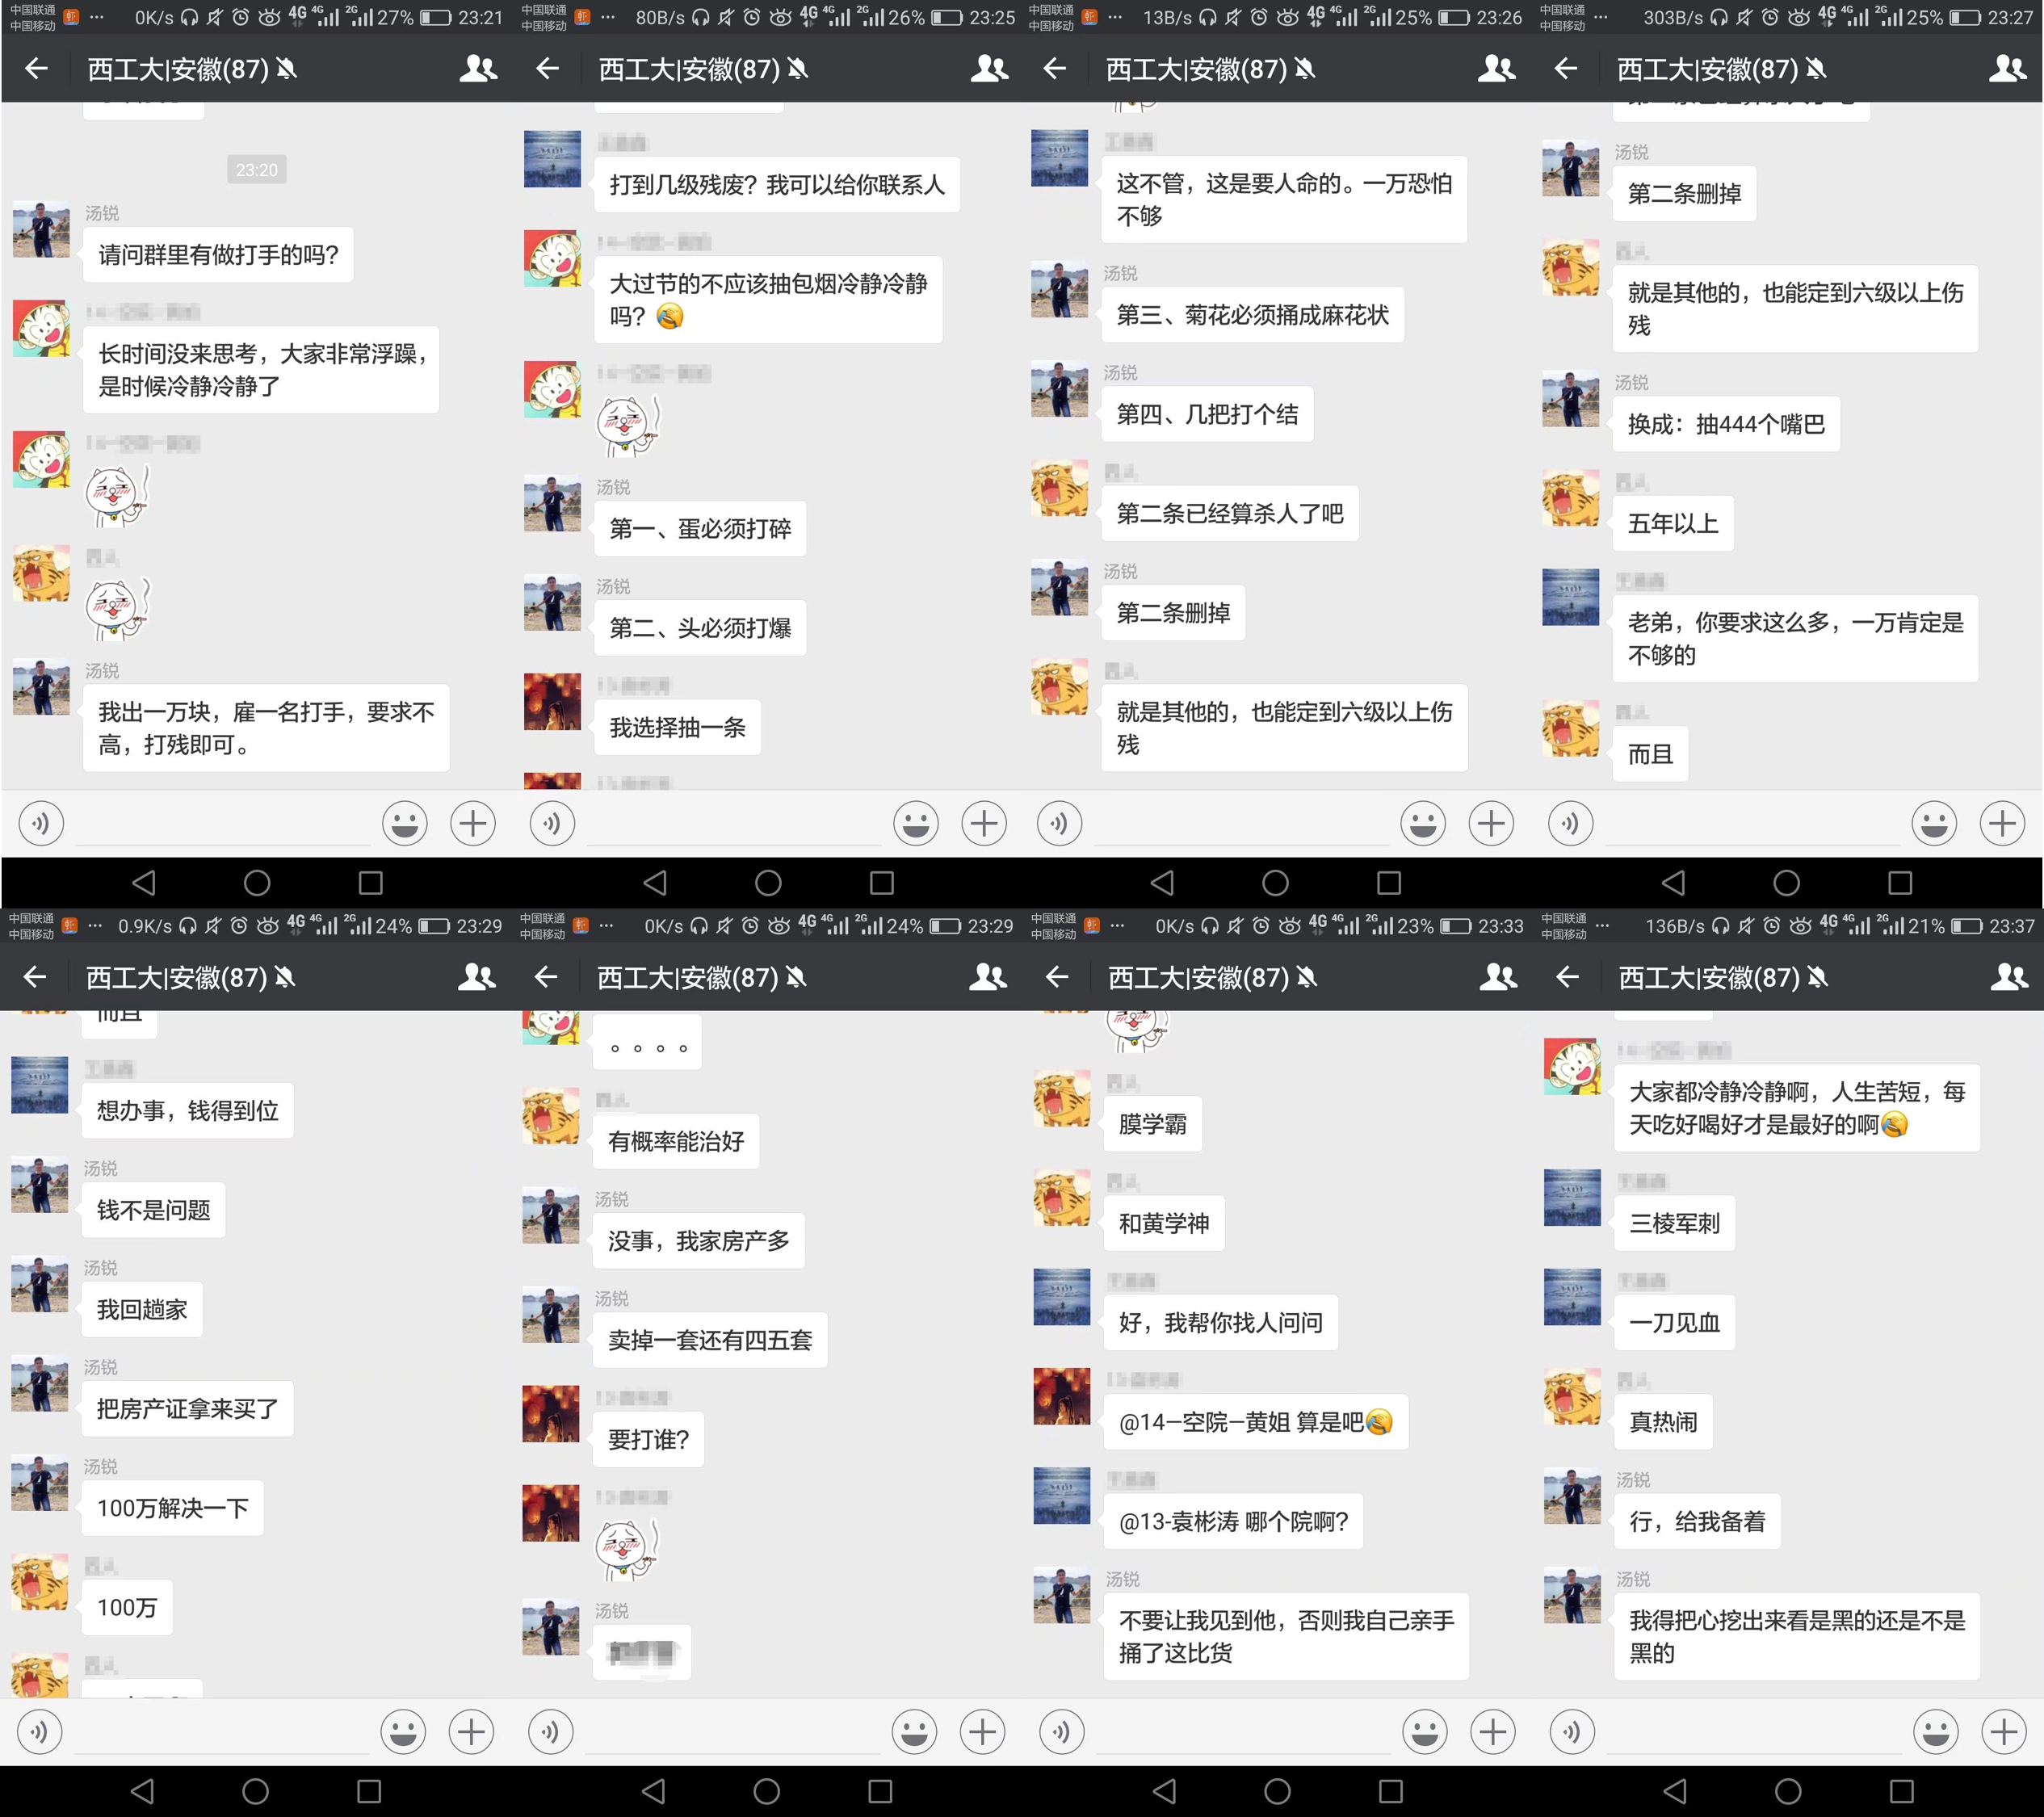 中国联通
中国移动
0K/s
4G
4G
2G
27%
23:21
西工大|安徽(87)
23:20
汤锐
请问群里有做打手的吗？
长时间没来思考，大家非常浮躁，
是时候冷静冷静了
汤锐
我出一万块，雇一名打手，要求不
高，打残即可。
中国联通
中国移动
80B/s
4G
4G
2G
26%
23:25
西工大|安徽(87)
打到几级残废？我可以给你联系人
大过节的不应该抽包烟冷静冷静
吗？
汤锐
第一、蛋必须打碎
汤锐
第二、头必须打爆
我选择抽一条
中国联通
中国移动
13B/s
4G
4G
2G
25%
23:26
西工大|安徽(87)
这不管，这是要人命的。一万恐怕
不够
汤锐
第三、菊花必须捅成麻花状
汤锐
第四、几把打个结
第二条已经算杀人了吧
汤锐
第二条删掉
就是其他的，也能定到六级以上伤
残
中国联通
中国移动
303B/s
4G
4G
2G
25%
23:27
西工大|安徽(87)
汤锐
第二条删掉
就是其他的，也能定到六级以上伤
残
汤锐
换成：抽444个嘴巴
五年以上
老弟，你要求这么多，一万肯定是
不够的
而且
中国联通
中国移动
0.9K/s
4G
4G
2G
24%
23:29
西工大|安徽(87)
而且
想办事，钱得到位
汤锐
钱不是问题
汤锐
我回趟家
汤锐
把房产证拿来买了
汤锐
100万解决一下
100万
中国联通
中国移动
0K/s
4G
4G
2G
24%
23:29
西工大|安徽(87)
。。。。
有概率能治好
汤锐
没事，我家房产多
汤锐
卖掉一套还有四五套
要打谁？
汤锐
中国联通
中国移动
0K/s
4G
4G
2G
23%
23:33
西工大|安徽(87)
膜学霸
和黄学神
好，我帮你找人问问
@14—空院—黄姐 算是吧
@13-袁彬涛 哪个院啊？
汤锐
不要让我见到他，否则我自己亲手
捅了这比货
中国联通
中国移动
136B/s
4G
4G
2G
21%
23:37
西工大|安徽(87)
大家都冷静冷静啊，人生苦短，每
天吃好喝好才是最好的啊
三棱军刺
一刀见血
真热闹
汤锐
行，给我备着
汤锐
我得把心挖出来看是黑的还是不是
黑的